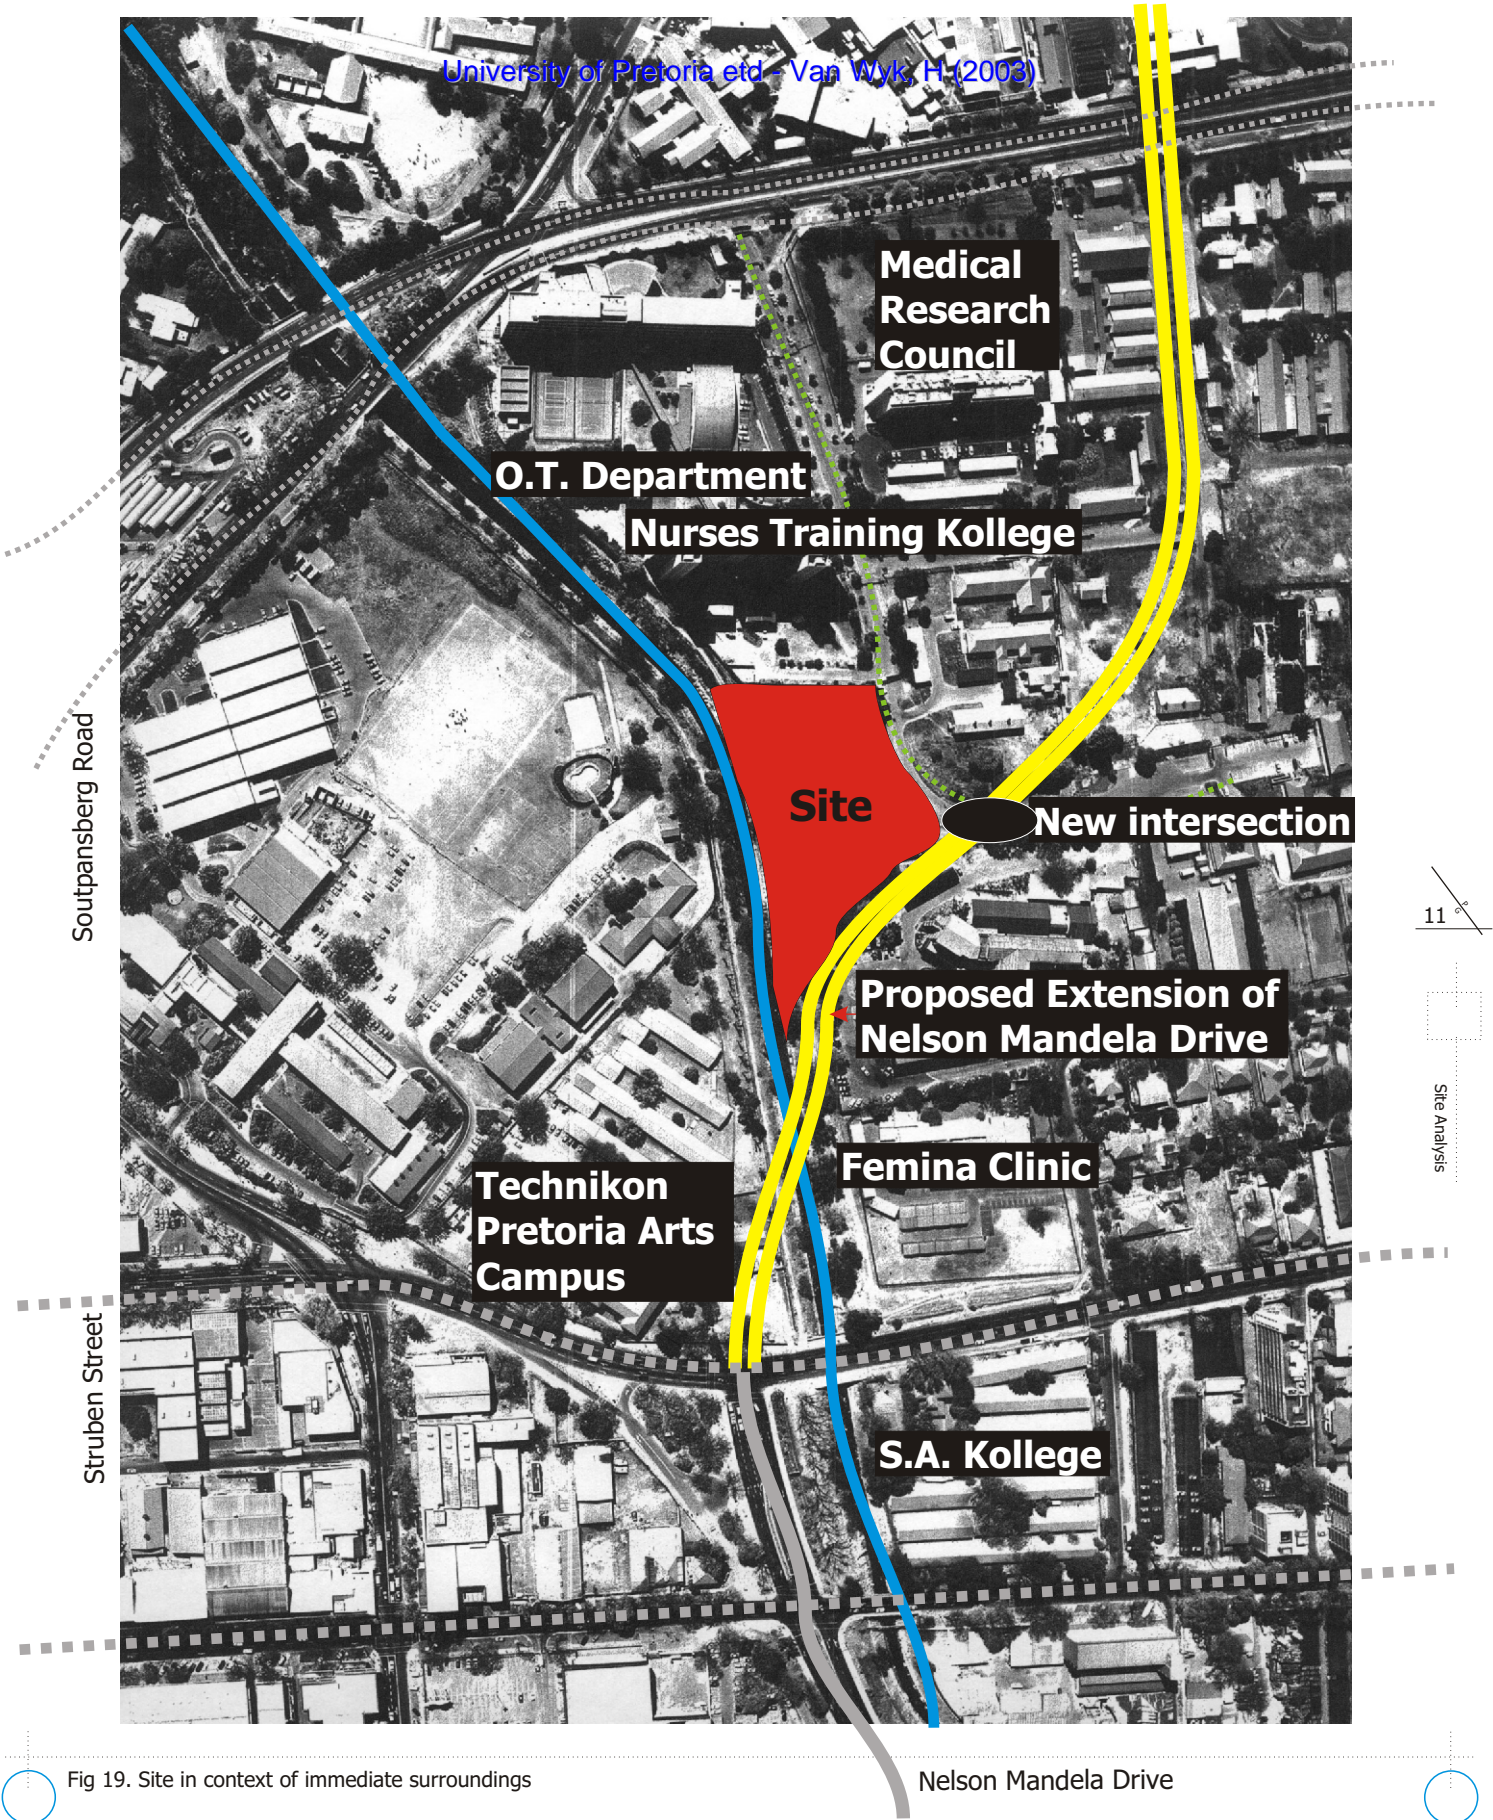 University of Pretoria etd - Van Wyk, H (2003)
Medical
Research
Council
O.T. Department
Nurses Training Kollege
Soutpansberg Road
Site
New intersection
11
Proposed Extension of
Nelson Mandela Drive
Site Analysis
Femina Clinic
Technikon
Pretoria Arts
Campus
Struben Street
S.A. Kollege
Fig 19. Site in context of immediate surroundings
Nelson Mandela Drive